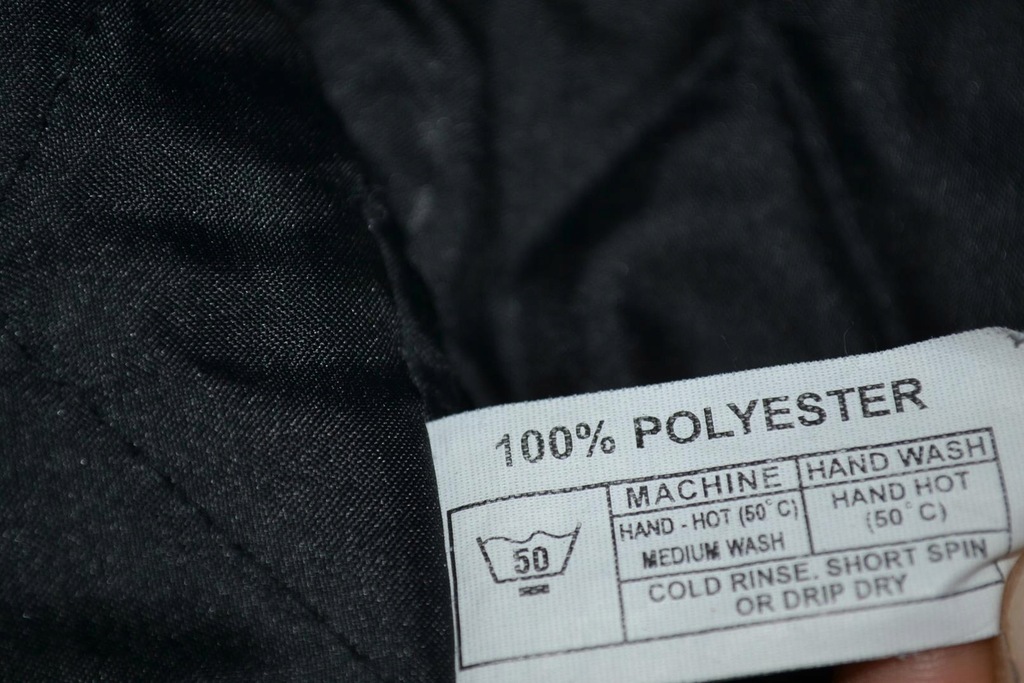 100% POLYESTER
MACHINE
HAND WASH
50
HAND - HOT (50°C)
MEDIUM WASH
HAND HOT
(50°C)
COLD RINSE. SHORT SPIN
OR DRIP DRY